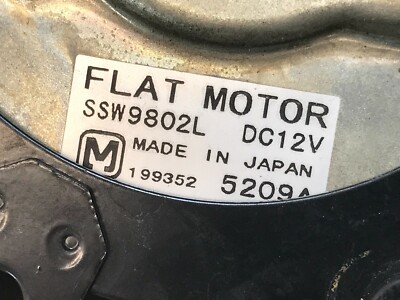 FLAT MOTOR
SSW9802L DC12V
M MADE IN JAPAN
199352 5209A